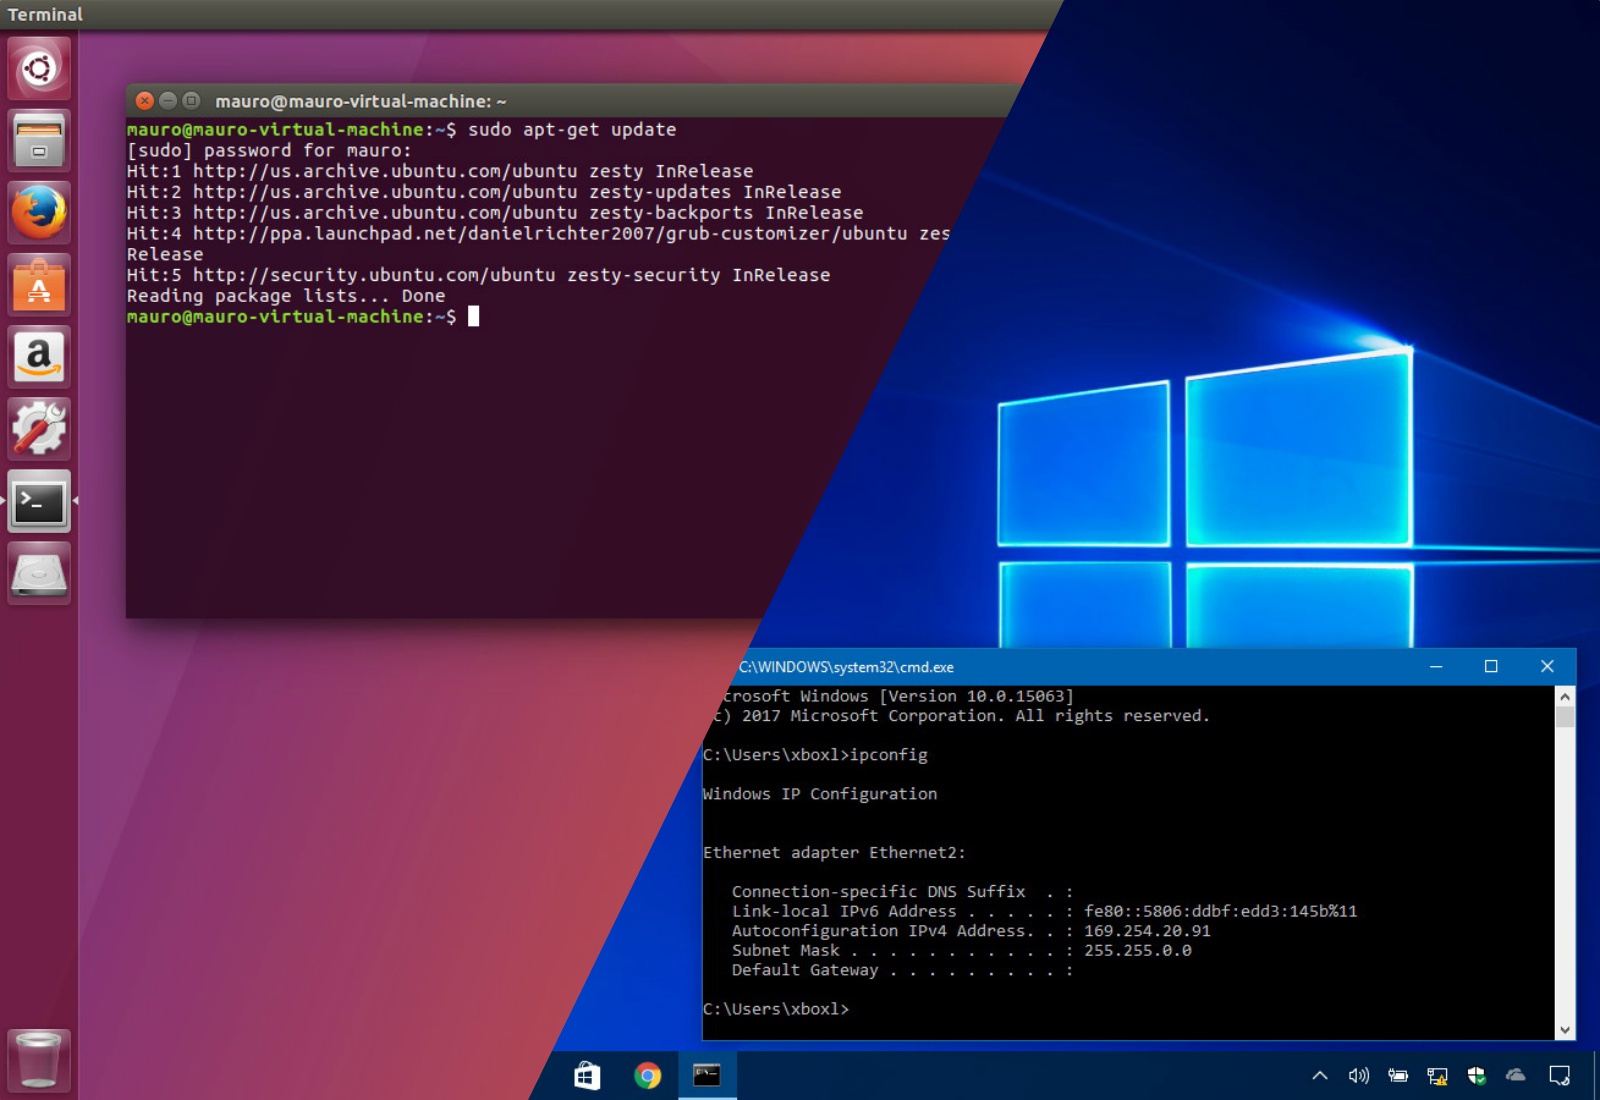 Terminal
mauro@mauro-virtual-machine: ~
mauro@mauro-virtual-machine:~$ sudo apt-get update
[sudo] password for mauro:
Hit:1 http://us.archive.ubuntu.com/ubuntu zesty InRelease
Hit:2 http://us.archive.ubuntu.com/ubuntu zesty-updates InRelease
Hit:3 http://us.archive.ubuntu.com/ubuntu zesty-backports InRelease
Hit:4 http://ppa.launchpad.net/danielrichter2007/grub-customizer/ubuntu zes
Release
Hit:5 http://security.ubuntu.com/ubuntu zesty-security InRelease
Reading package lists... Done
mauro@mauro-virtual-machine:~$
C:\WINDOWS\system32\cmd.exe
crosoft Windows [Version 10.0.15063]
c) 2017 Microsoft Corporation. All rights reserved.
C:\Users\xboxl>ipconfig
Windows IP Configuration
Ethernet adapter Ethernet2:
Connection-specific DNS Suffix . :
Link-local IPv6 Address . . . . . : fe80::5806:ddbf:edd3:145b%11
Autoconfiguration IPv4 Address. . : 169.254.20.91
Subnet Mask . . . . . . . . . . . : 255.255.0.0
Default Gateway . . . . . . . . . :
C:\Users\xboxl>